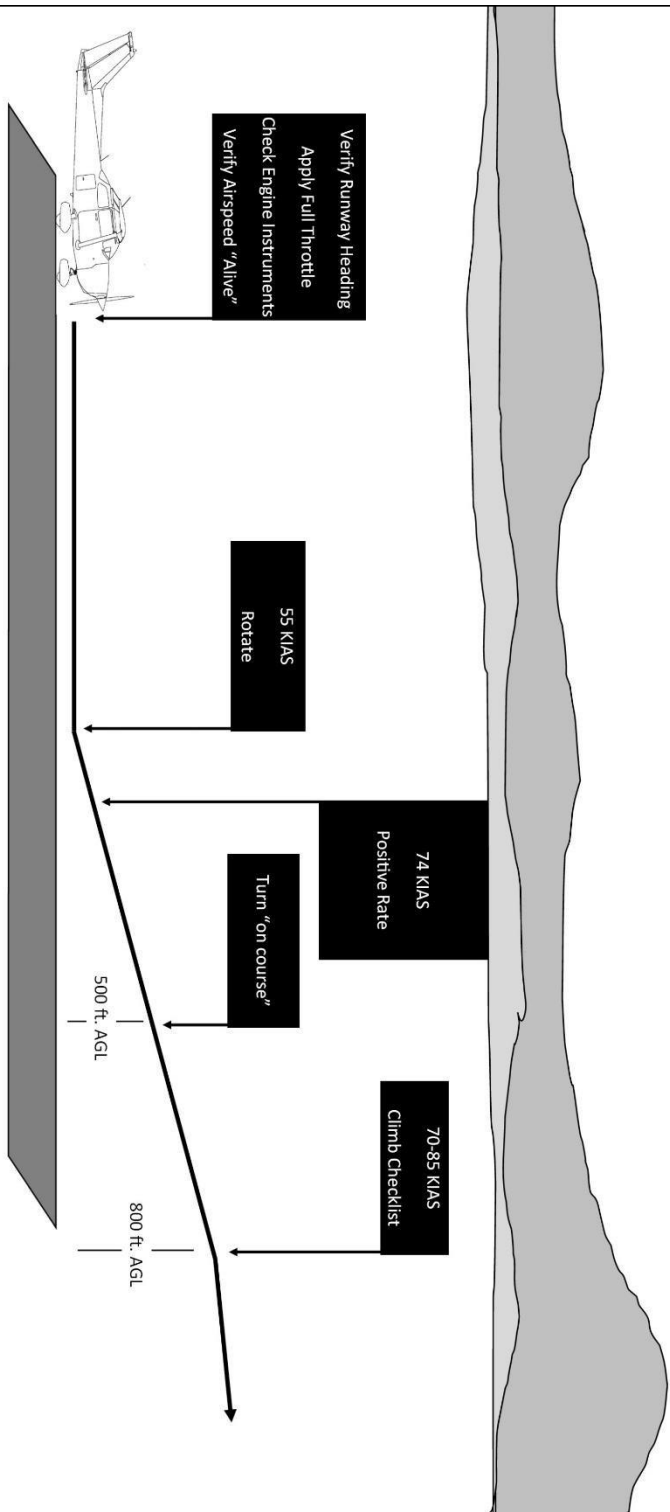 Verify Runway Heading
Apply Full Throttle
Check Engine Instruments
Verify Airspeed “Alive”
55 KIAS
Rotate
74 KIAS
Positive Rate
Turn “on course”
500 ft. AGL
70-85 KIAS
Climb Checklist
800 ft. AGL